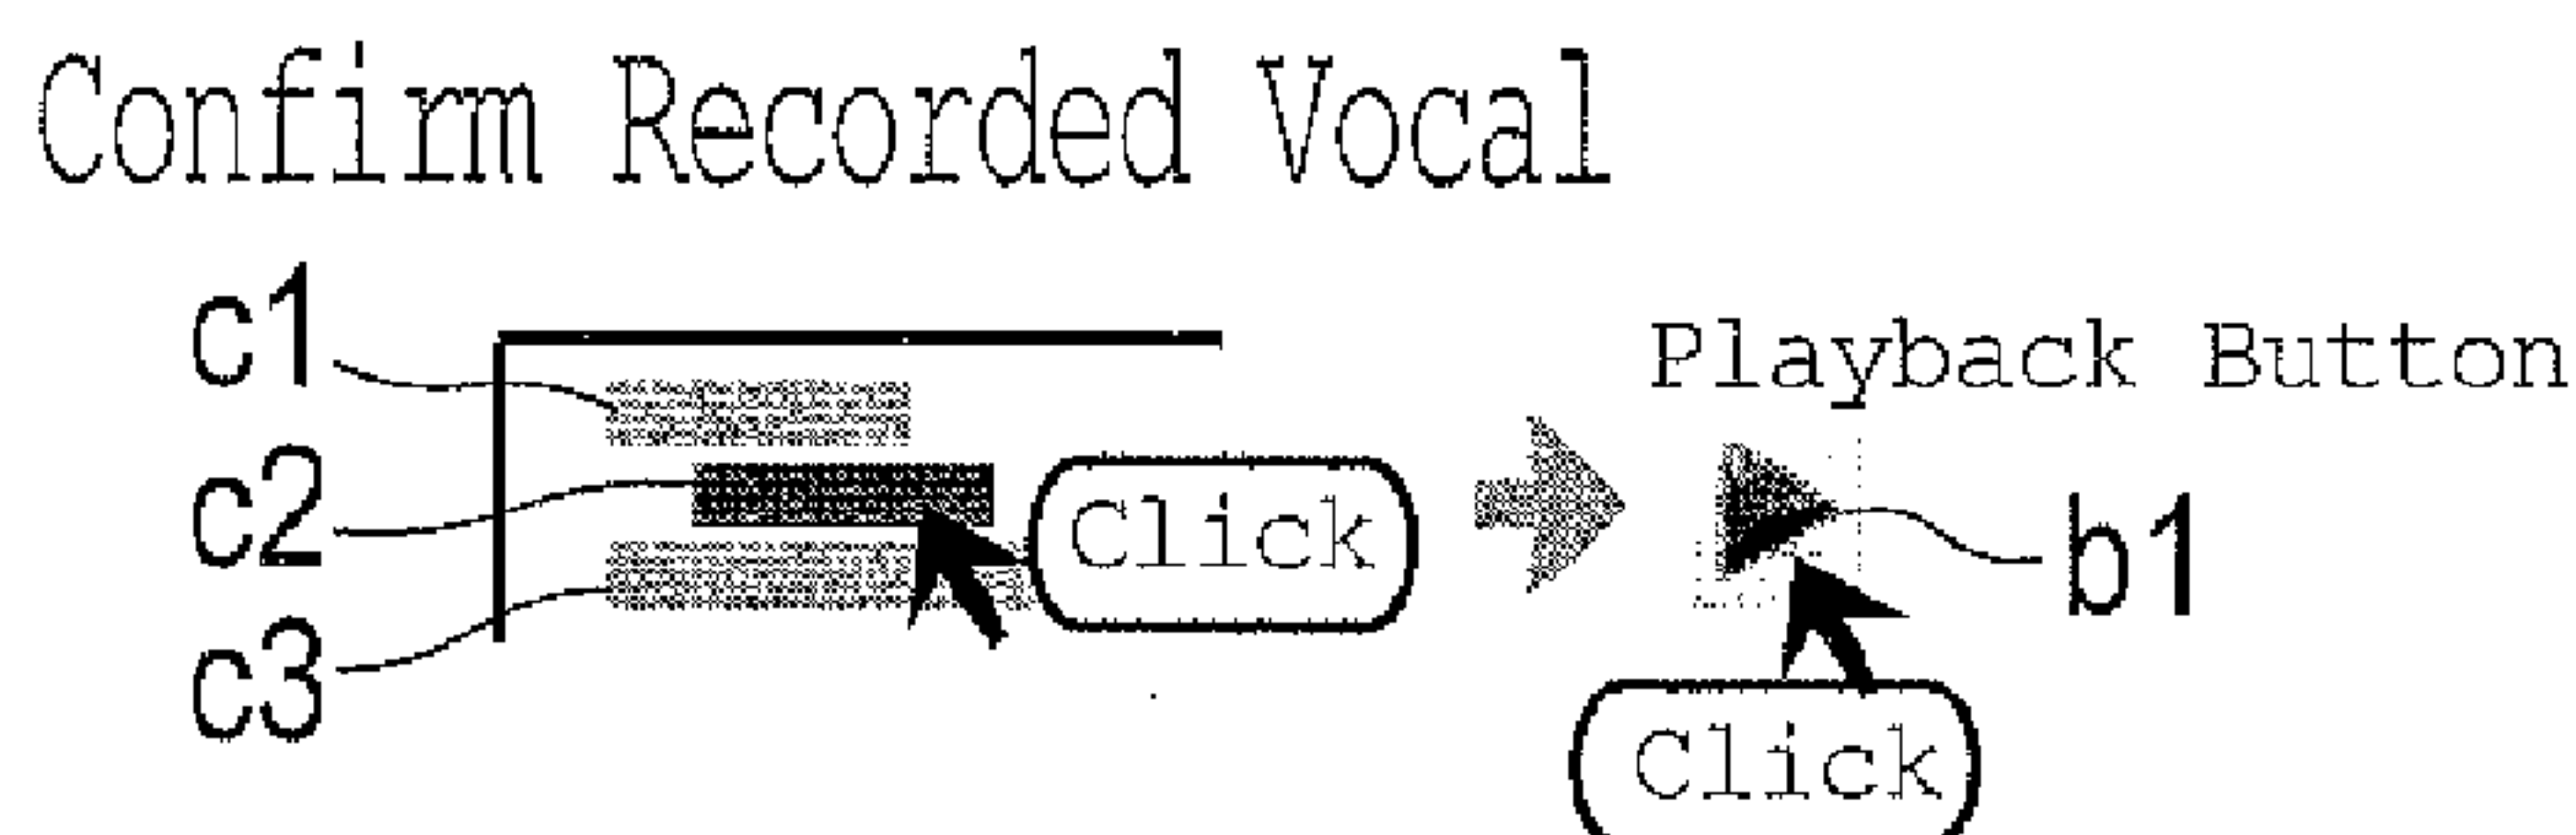 Confirm Recorded Vocal
c1
Playback Button
c2
Click
b1
c3
Click